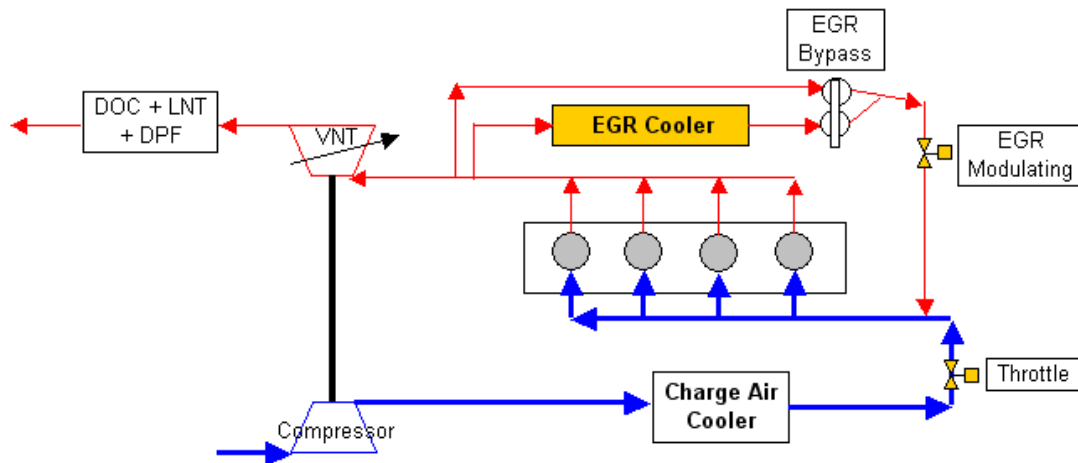 EGR
Bypass
DOC + LNT
+ DPF
VNT
EGR Cooler
EGR
Modulating
Throttle
Charge Air
Cooler
Compressor